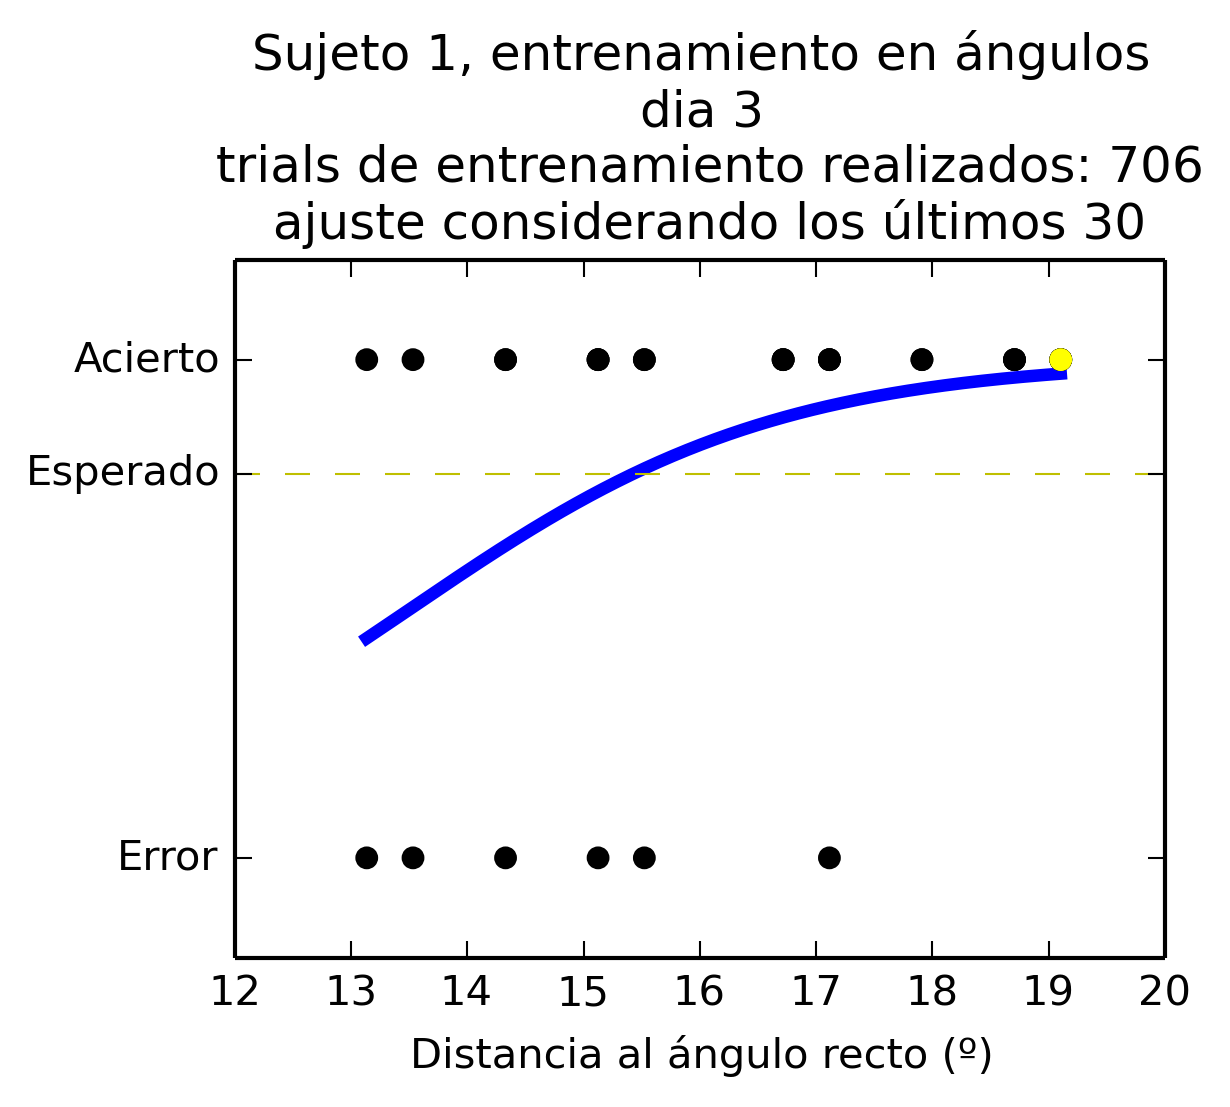 Sujeto 1, entrenamiento en ángulos
dia 3
trials de entrenamiento realizados: 706
ajuste considerando los últimos 30
Acierto
Esperado
Error
12 13 14 15 16 17 18 19 20
Distancia al ángulo recto (º)